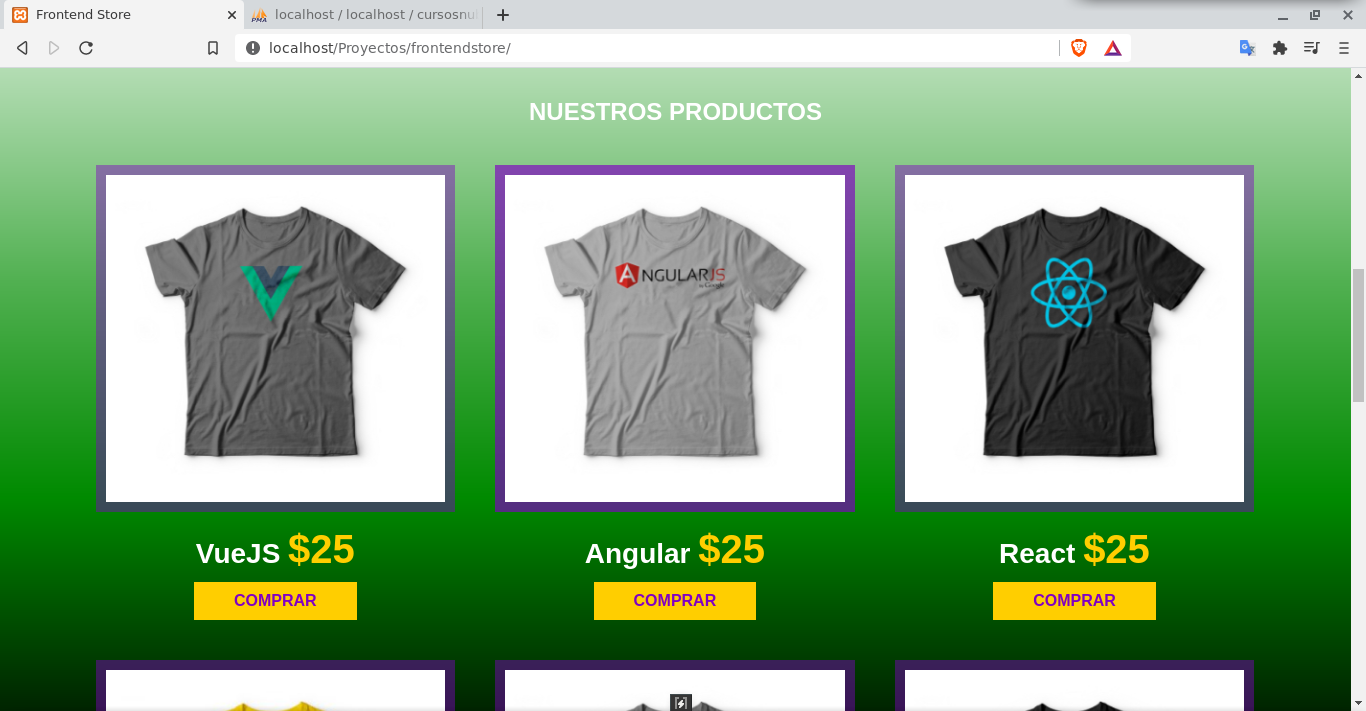 Frontend Store
localhost / localhost / cursosnu
localhost/Proyectos/frontendstore/
NUESTROS PRODUCTOS
NGULARJS
by Google
VueJS $25
Angular $25
React $25
COMPRAR
COMPRAR
COMPRAR